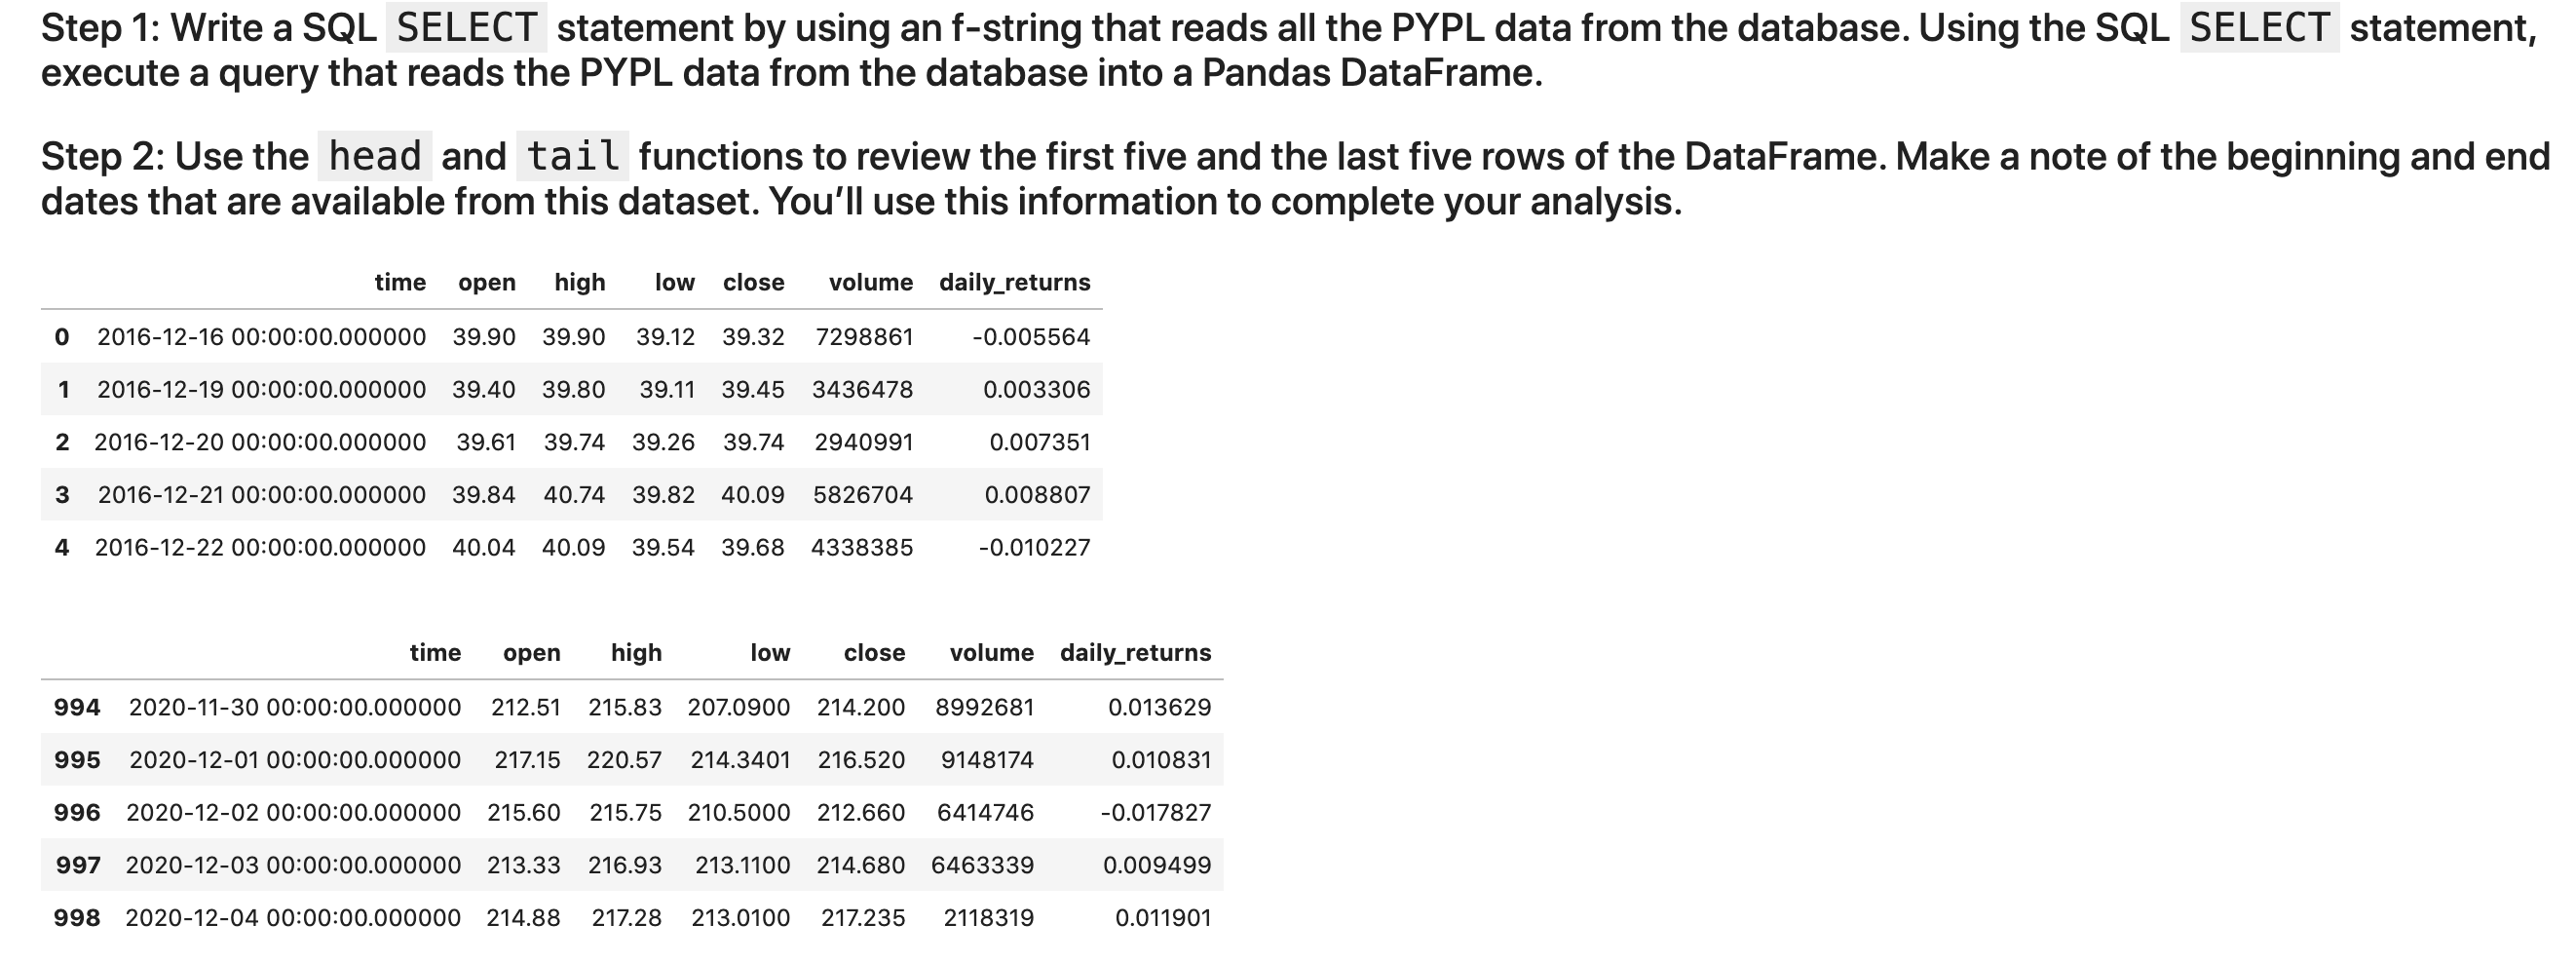 Step 1: Write a SQL SELECT statement by using an f-string that reads all the PYPL data from the database. Using the SQL SELECT statement,
execute a query that reads the PYPL data from the database into a Pandas DataFrame.
Step 2: Use the head and tail functions to review the first five and the last five rows of the DataFrame. Make a note of the beginning and end
dates that are available from this dataset. You’ll use this information to complete your analysis.
time open high low close volume daily_returns
0 2016-12-16 00:00:00.000000 39.90 39.90 39.12 39.32 7298861 -0.005564
1 2016-12-19 00:00:00.000000 39.40 39.80 39.11 39.45 3436478 0.003306
2 2016-12-20 00:00:00.000000 39.61 39.74 39.26 39.74 2940991 0.007351
3 2016-12-21 00:00:00.000000 39.84 40.74 39.82 40.09 5826704 0.008807
4 2016-12-22 00:00:00.000000 40.04 40.09 39.54 39.68 4338385 -0.010227
time open high low close volume daily_returns
994 2020-11-30 00:00:00.000000 212.51 215.83 207.0900 214.200 8992681 0.013629
995 2020-12-01 00:00:00.000000 217.15 220.57 214.3401 216.520 9148174 0.010831
996 2020-12-02 00:00:00.000000 215.60 215.75 210.5000 212.660 6414746 -0.017827
997 2020-12-03 00:00:00.000000 213.33 216.93 213.1100 214.680 6463339 0.009499
998 2020-12-04 00:00:00.000000 214.88 217.28 213.0100 217.235 2118319 0.011901